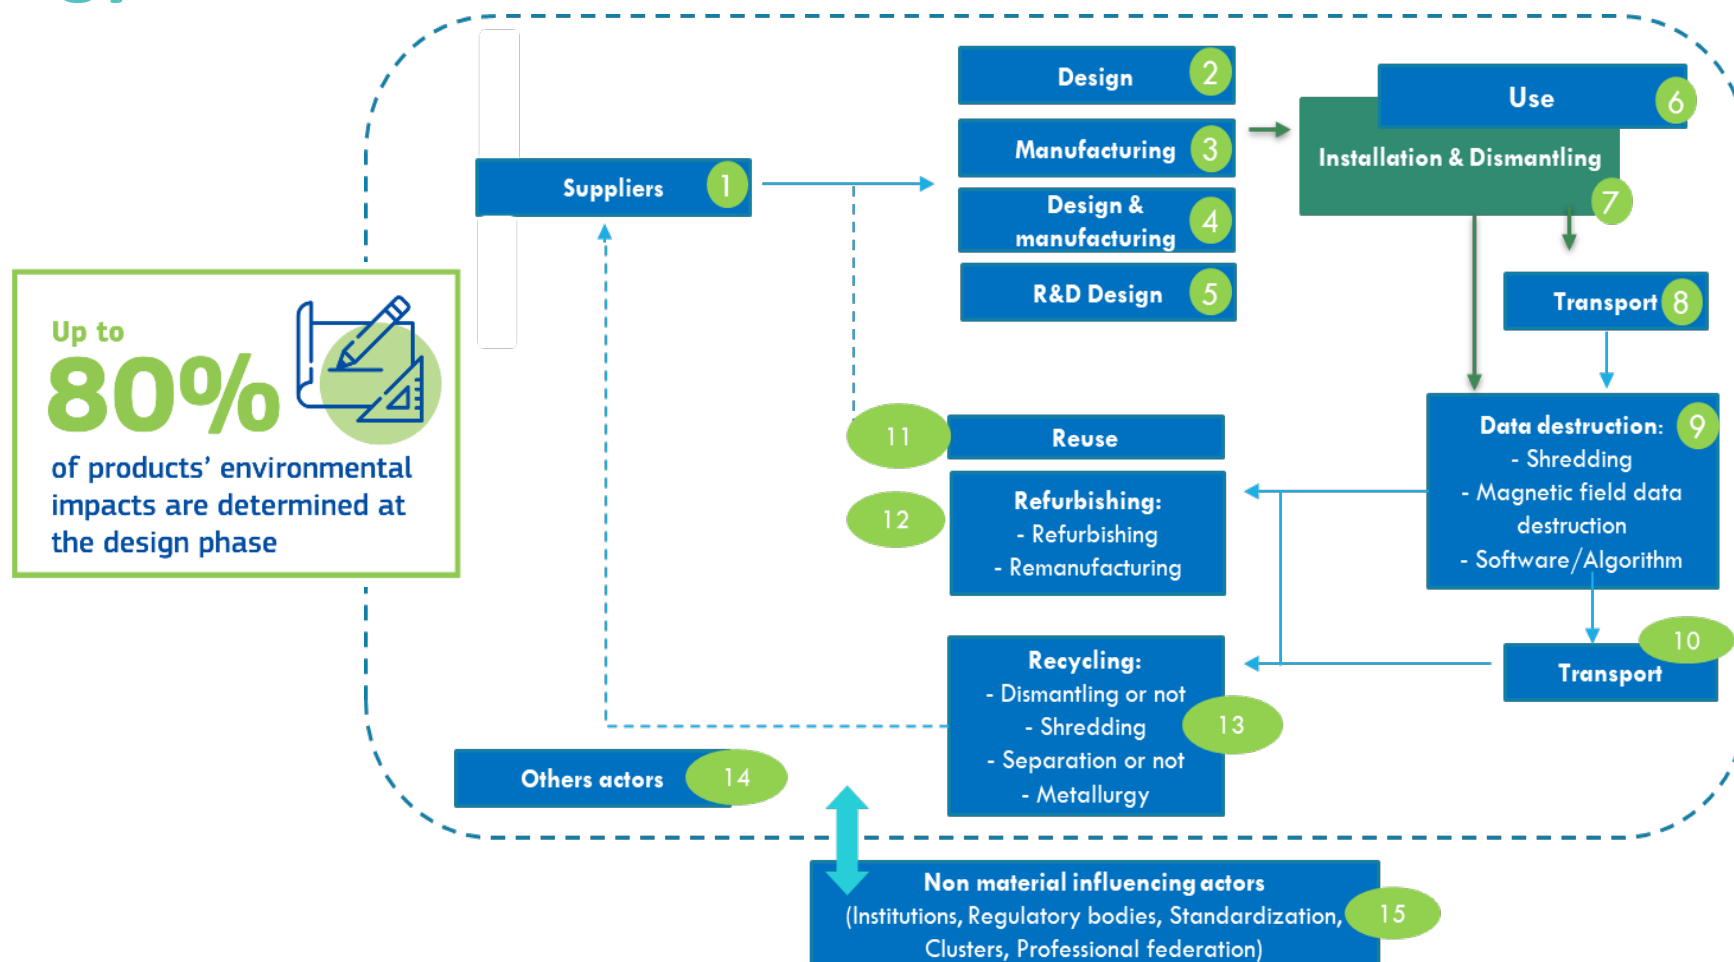 Design 2
Use 6
Manufacturing 3
Installation & Dismantling
7
Suppliers 1
Design &
manufacturing 4
R&D Design 5
Transport 8
Up to
80%
of products’ environmental
impacts are determined at
the design phase
11 Reuse
12 Refurbishing:
- Refurbishing
- Remanufacturing
Data destruction: 9
- Shredding
- Magnetic field data
destruction
- Software/Algorithm
10
Transport
Recycling:
- Dismantling or not
- Shredding 13
- Separation or not
- Metallurgy
Others actors 14
Non material influencing actors
(Institutions, Regulatory bodies, Standardization, 15
Clusters, Professional federation)